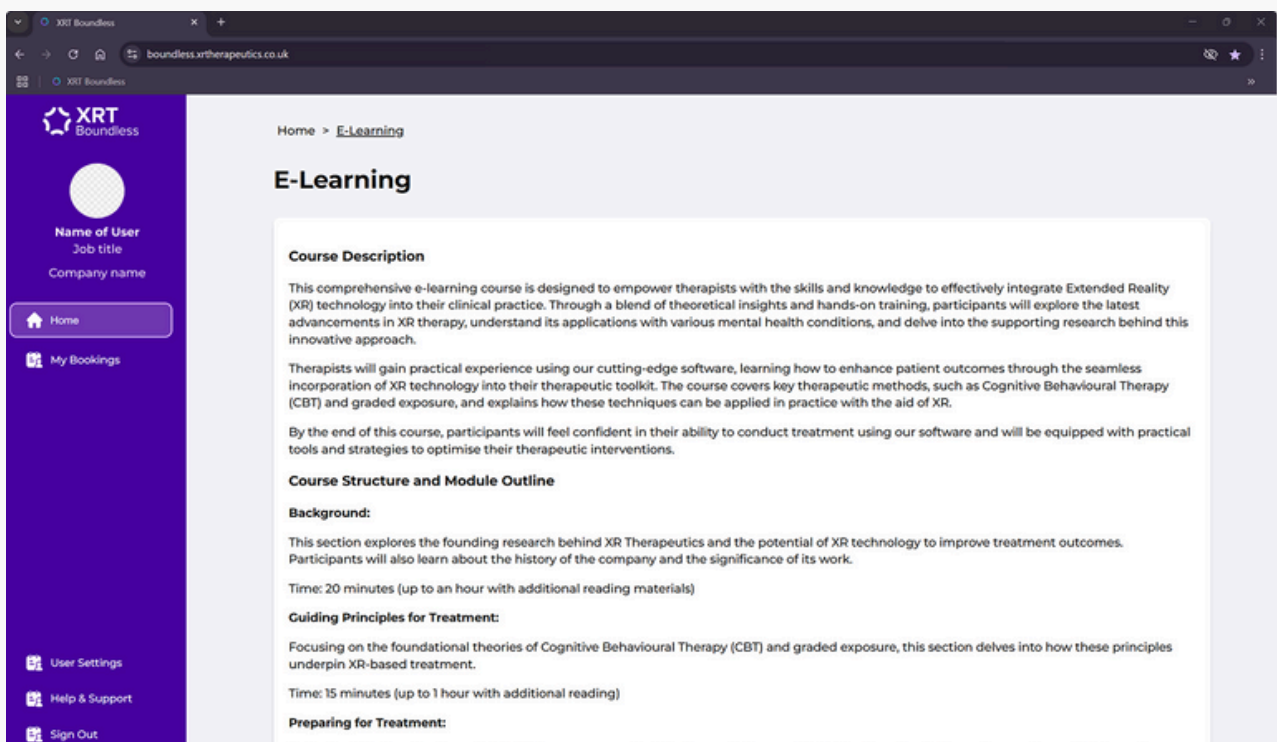 XRT Boundless
boundless.xrtherapeutics.co.uk
XRT Boundless
XRT
Boundless
Name of User
Job title
Company name
Home
My Bookings
User Settings
Help & Support
Sign Out
Home > E-Learning
E-Learning
Course Description
This comprehensive e-learning course is designed to empower therapists with the skills and knowledge to effectively integrate Extended Reality
(XR) technology into their clinical practice. Through a blend of theoretical insights and hands-on training, participants will explore the latest
advancements in XR therapy, understand its applications with various mental health conditions, and delve into the supporting research behind this
innovative approach.
Therapists will gain practical experience using our cutting-edge software, learning how to enhance patient outcomes through the seamless
incorporation of XR technology into their therapeutic toolkit. The course covers key therapeutic methods, such as Cognitive Behavioural Therapy
(CBT) and graded exposure, and explains how these techniques can be applied in practice with the aid of XR.
By the end of this course, participants will feel confident in their ability to conduct treatment using our software and will be equipped with practical
tools and strategies to optimise their therapeutic interventions.
Course Structure and Module Outline
Background:
This section explores the founding research behind XR Therapeutics and the potential of XR technology to improve treatment outcomes.
Participants will also learn about the history of the company and the significance of its work.
Time: 20 minutes (up to an hour with additional reading materials)
Guiding Principles for Treatment:
Focusing on the foundational theories of Cognitive Behavioural Therapy (CBT) and graded exposure, this section delves into how these principles
underpin XR-based treatment.
Time: 15 minutes (up to 1 hour with additional reading)
Preparing for Treatment: